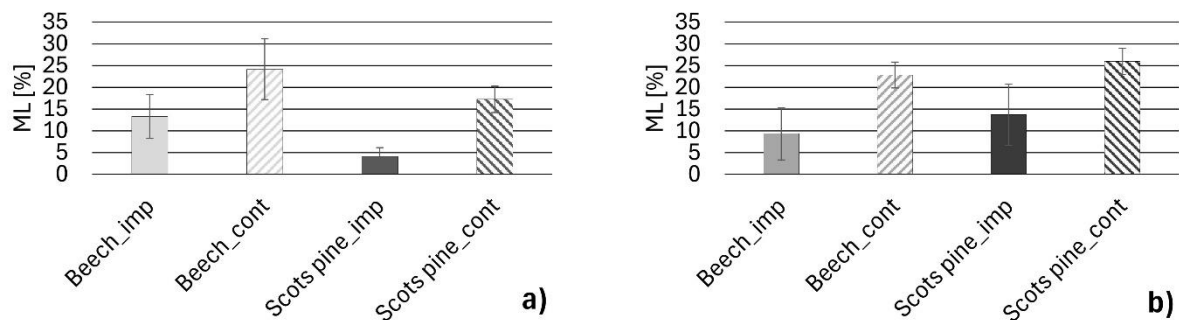 ML [%]
35
30
25
20
15
10
5
0
Beech_imp
Beech_cont
Scots pine_imp
Scots pine_cont
a)
ML [%]
35
30
25
20
15
10
5
0
Beech_imp
Beech_cont
Scots pine_imp
Scots pine_cont
b)